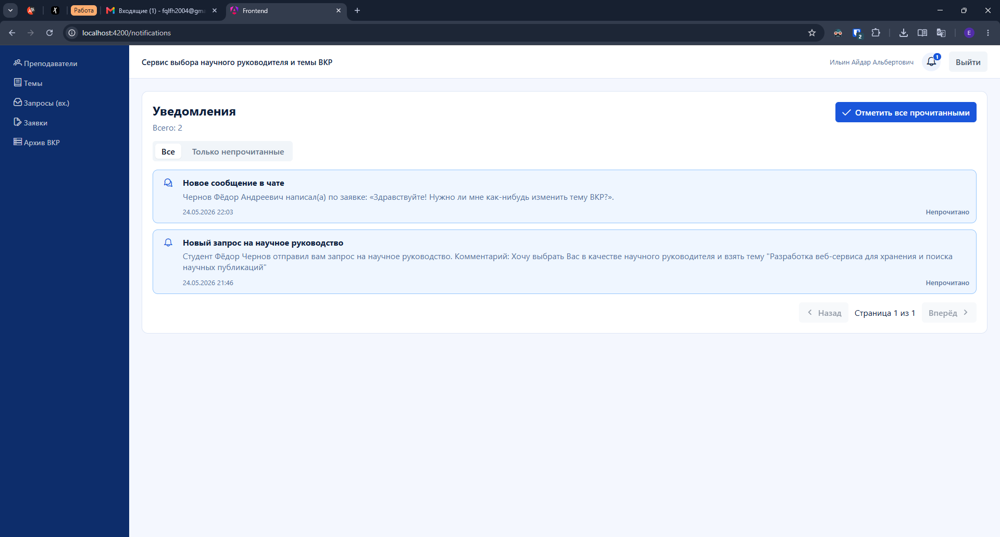 Работа
Входящие (1) - fqlfh2004@gma
Frontend
localhost:4200/notifications
2
E
Преподаватели
Темы
Запросы (вх.)
Заявки
Архив ВКР
Сервис выбора научного руководителя и темы ВКР
Ильин Айдар Альбертович
1
Выйти
Уведомления
Отметить все прочитанными
Всего: 2
Все
Только непрочитанные
Новое сообщение в чате
Чернов Фёдор Андреевич написал(а) по заявке: «Здравствуйте! Нужно ли мне как-нибудь изменить тему ВКР?».
24.05.2026 22:03
Непрочитано
Новый запрос на научное руководство
Студент Фёдор Чернов отправил вам запрос на научное руководство. Комментарий: Хочу выбрать Вас в качестве научного руководителя и взять тему "Разработка веб-сервиса для хранения и поиска
научных публикаций"
24.05.2026 21:46
Непрочитано
Назад
Страница 1 из 1
Вперёд